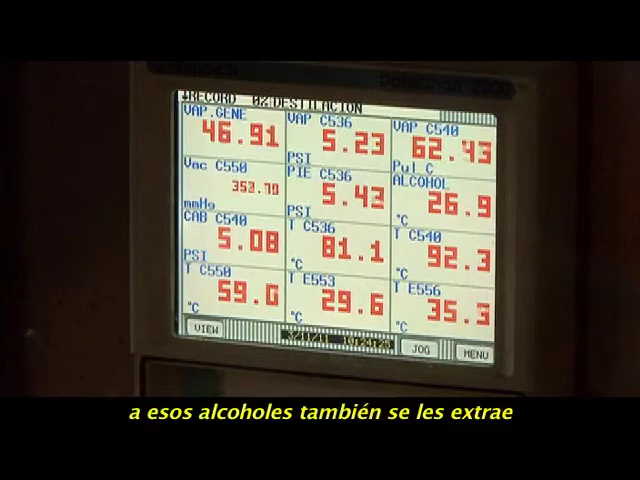 RECORD 02:DESTILACION
VAP.GENE VAP C536 VAP C540
46.91 5.23 62.43
PSI Pul C
Vac C550 PIE C536 ALCOHOL
352.70 5.42 26.9
mmHg PSI °C
CAB C540 T C536 T C540
5.08 81.1 92.3
PSI °C °C
T C550 T E553 T E556
59.0 29.6 35.3
°C °C °C
VIEW JOG MENU
a esos alcoholes también se les extrae